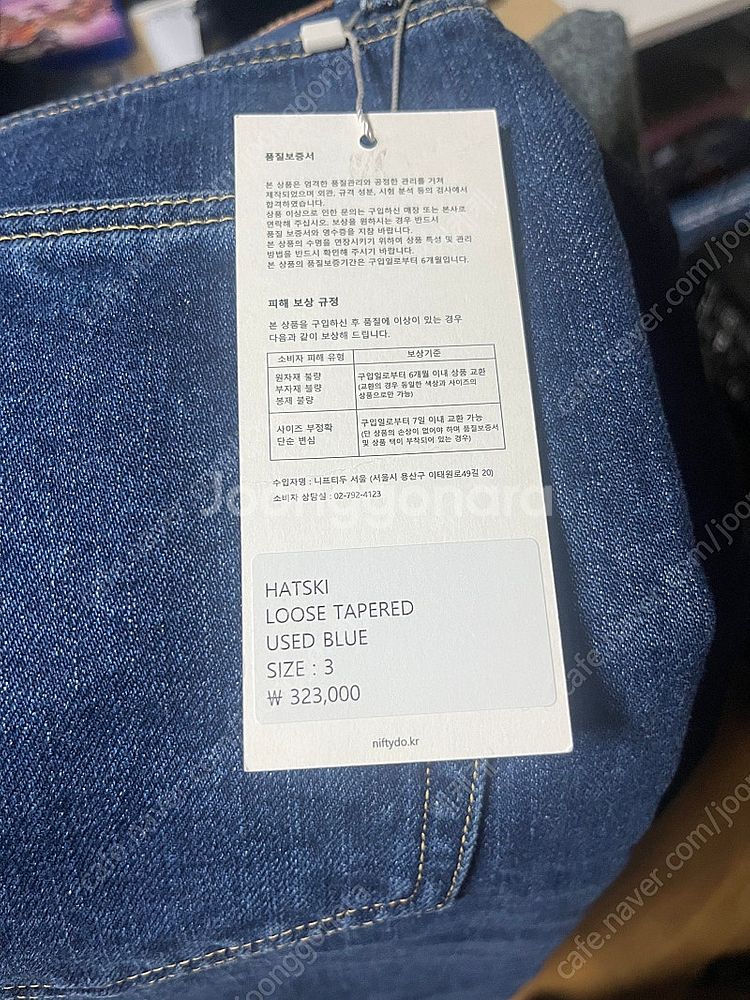 품질보증서
본 상품은 엄격한 품질관리와 공정한 관리를 가져
제작되었으며 외관, 규격 성분, 시험 분석 등의 검사에서
합격하였습니다.
상품 이상으로 인한 문의는 구입하신 매장 또는 본사로
연락해 주십시오. 보상을 원하시는 경우 반드시
품질 보증서와 영수증을 지참 바랍니다.
본 상품의 수명을 연장시키기 위하여 상품 특성 및 관리
방법을 반드시 확인해 주시기 바랍니다.
본 상품의 품질보증기간은 구입일로부터 6개월입니다.
피해 보상 규정
본 상품을 구입하신 후 품질에 이상이 있는 경우
다음과 같이 보상해 드립니다.
소비자 피해 유형 보상기준
원자재 불량
부자재 불량
봉제 불량
구입일로부터 6개월 이내 상품 교환
(교환의 경우 동일한 색상과 사이즈의
상품으로만 가능)
사이즈 부정확
단순 변심
구입일로부터 7일 이내 교환 가능
(단 상품의 손상이 없어야 하며 품질보증서
및 상품 택이 부착되어 있는 경우)
수입자명 : 니프티두 서울 (서울시 용산구 이태원로49길 20)
소비자 상담실 : 02-792-4123
Joonggonara
HATSKI
LOOSE TAPERED
USED BLUE
SIZE : 3
₩ 323,000
niftydo.kr
cafe.naver.com/joo
cafe.naver.com/joo
cafe.naver.com/joo